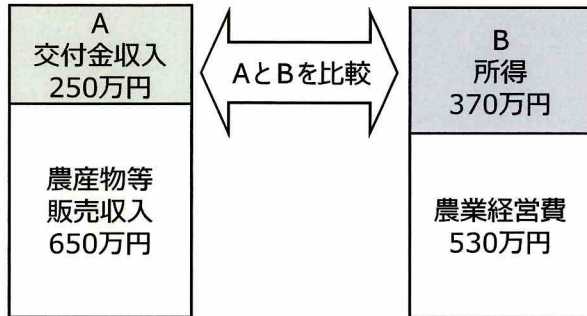 A
交付金収入
250万円
農産物等
販売収入
650万円
AとBを比較
B
所得
370万円
農業経営費
530万円